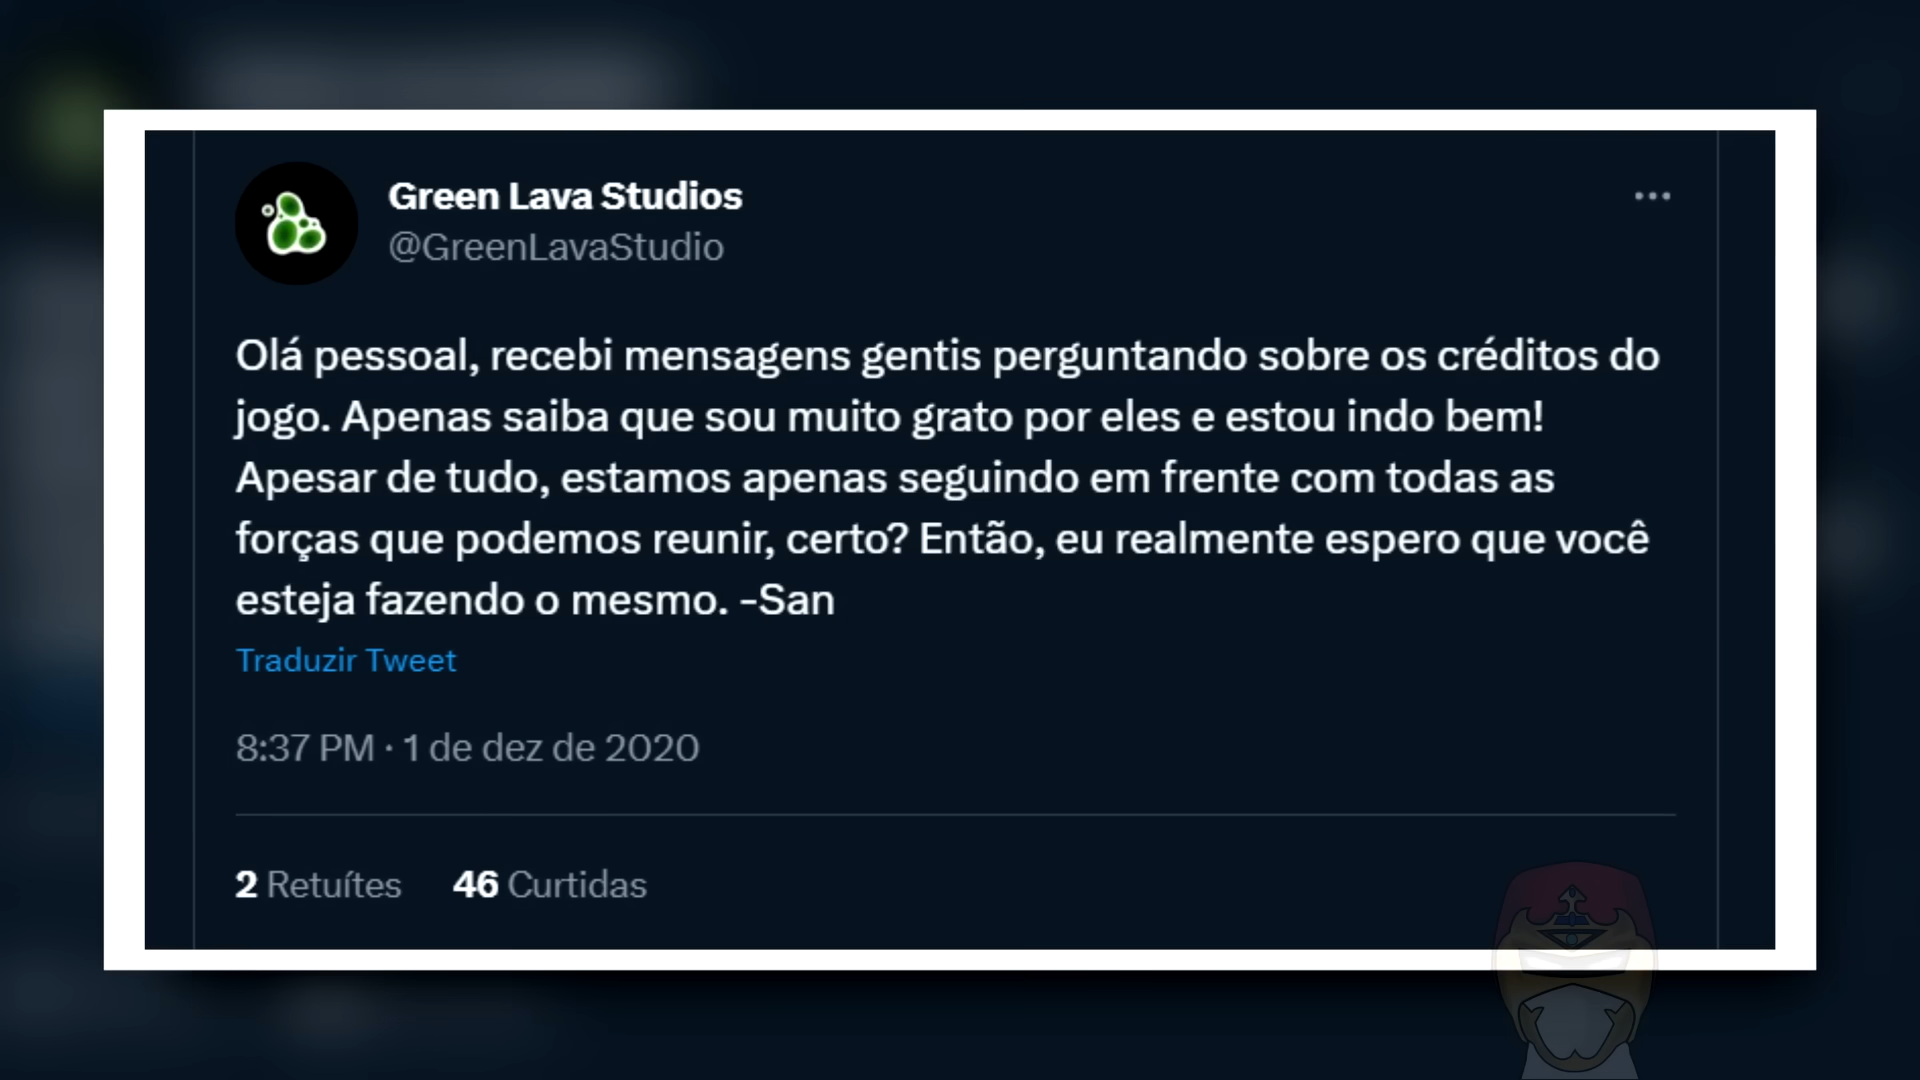 Green Lava Studios
@GreenLavaStudio
Olá pessoal, recebi mensagens gentis perguntando sobre os créditos do
jogo. Apenas saiba que sou muito grato por eles e estou indo bem!
Apesar de tudo, estamos apenas seguindo em frente com todas as
forças que podemos reunir, certo? Então, eu realmente espero que você
esteja fazendo o mesmo. -San
Traduzir Tweet
8:37 PM · 1 de dez de 2020
2 Retuítes 46 Curtidas